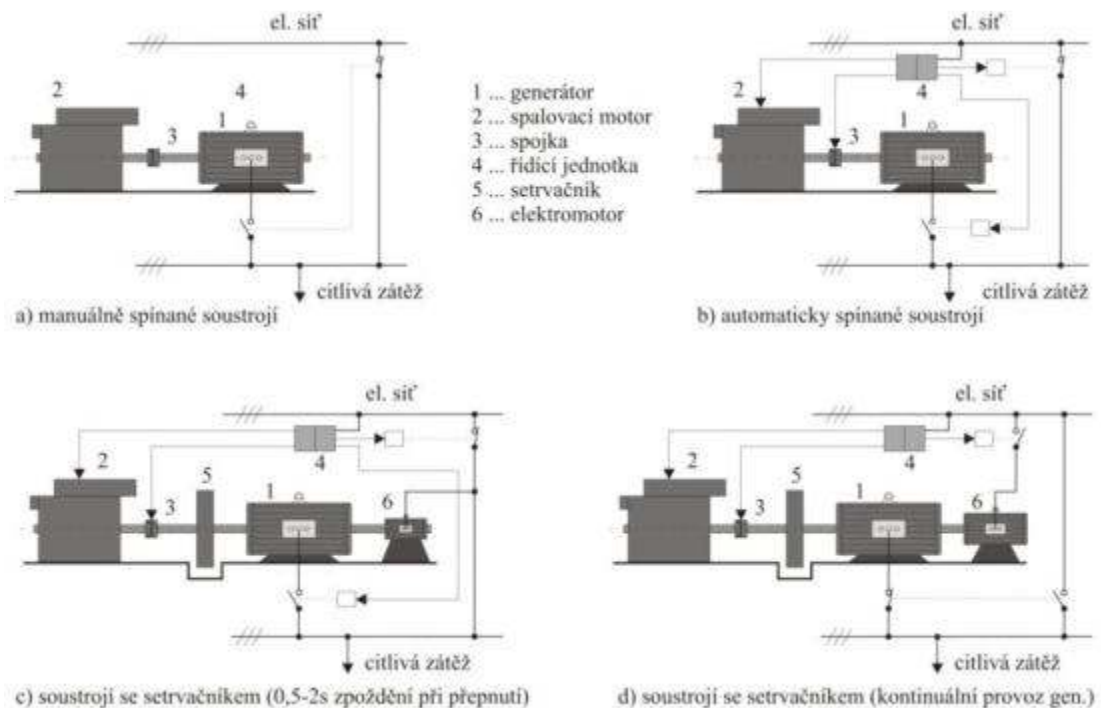 el. síť
2
3
1
4
a) manuálně spínané soustrojí
citlivá zátěž
1 ... generátor
2 ... spalovací motor
3 ... spojka
4 ... řídící jednotka
5 ... setrvačník
6 ... elektromotor
el. síť
2
3
1
4
citlivá zátěž
b) automaticky spínané soustrojí
el. síť
2
3
5
1
4
6
citlivá zátěž
c) soustrojí se setrvačníkem (0,5-2s zpoždění při přepnutí)
el. síť
2
3
5
1
4
6
citlivá zátěž
d) soustrojí se setrvačníkem (kontinuální provoz gen.)